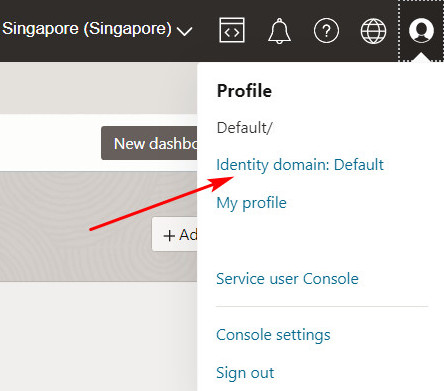 Singapore (Singapore)
Profile
Default/
New dashbo
Identity domain: Default
My profile
+ Ad
Service user Console
Console settings
Sign out